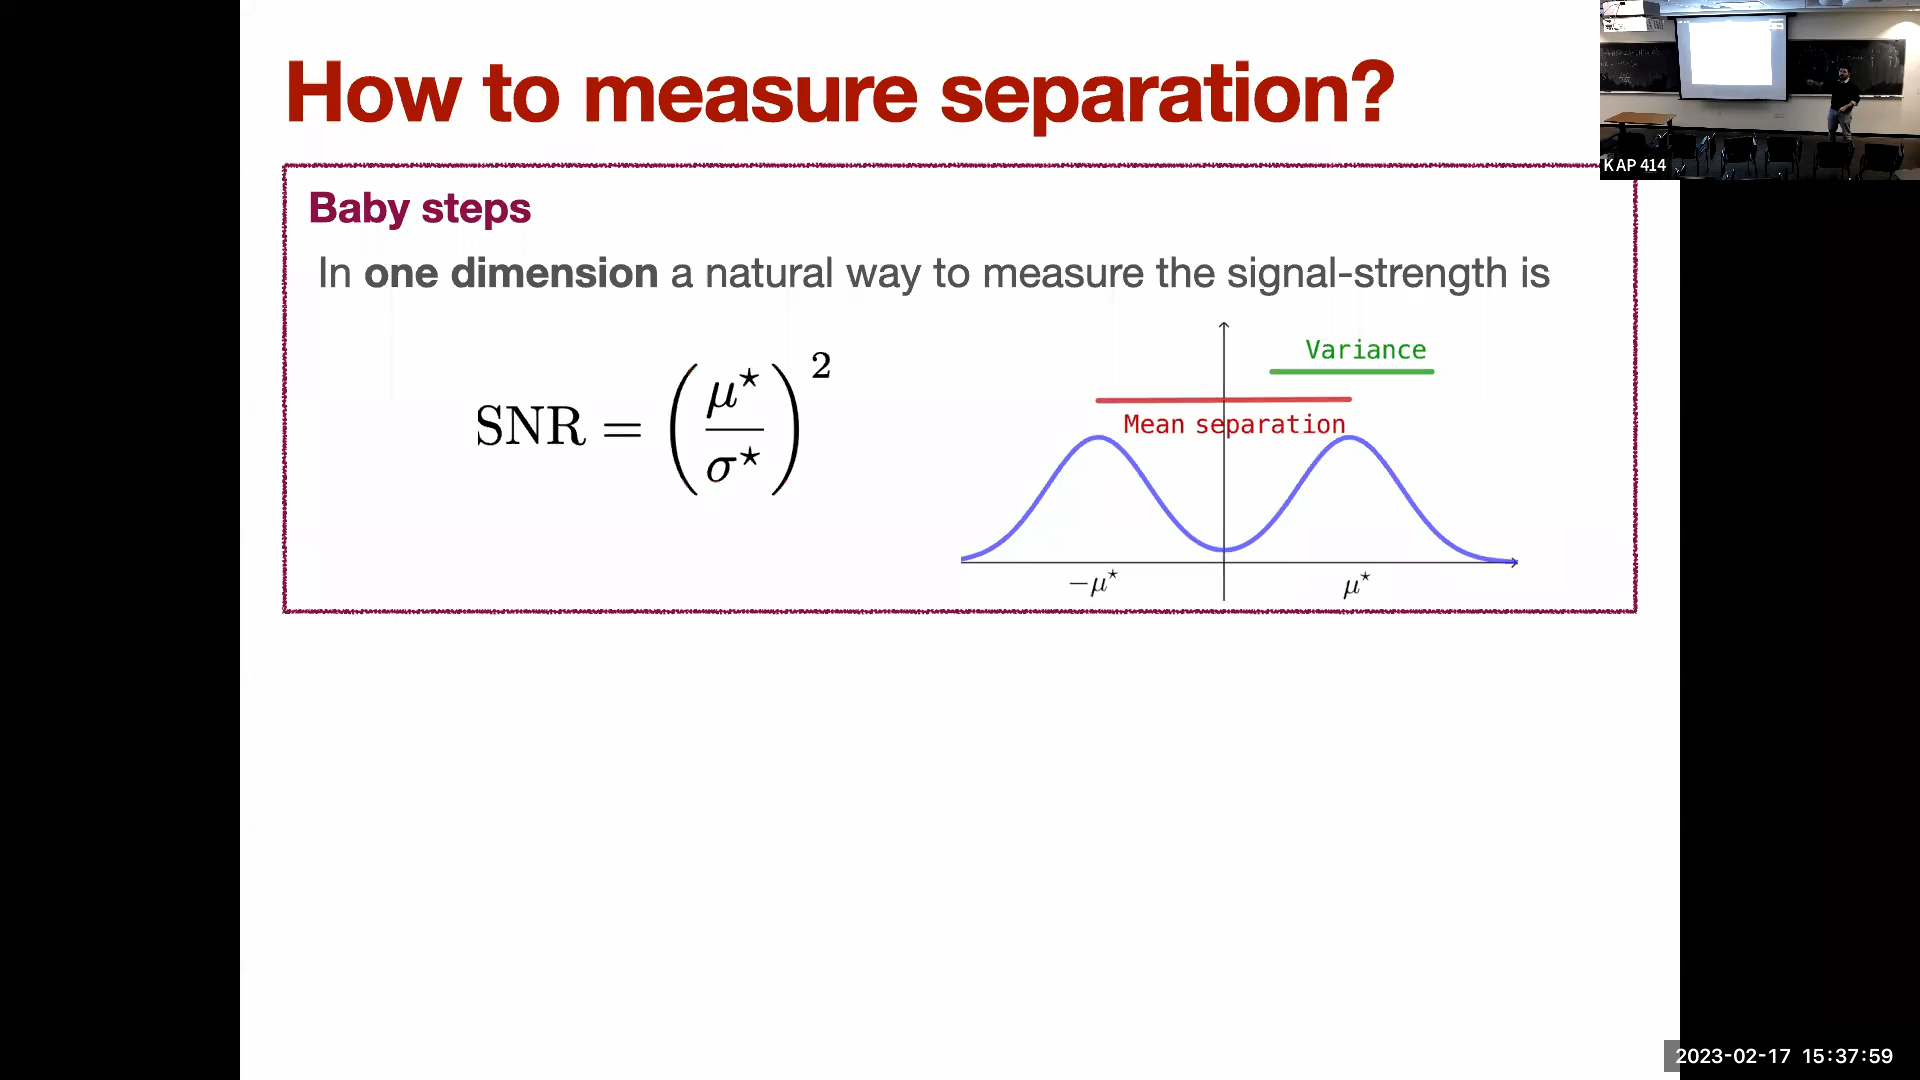 How to measure separation?
KAP 414
Baby steps
In one dimension a natural way to measure the signal-strength is
SNR = (μ⋆/σ⋆)²
Variance
Mean separation
−μ⋆
μ⋆
2023-02-17 15:37:59